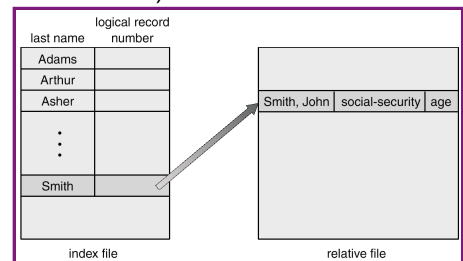 logical record
last name number
Adams
Arthur
Asher
Smith
Smith, John social-security age
index file relative file